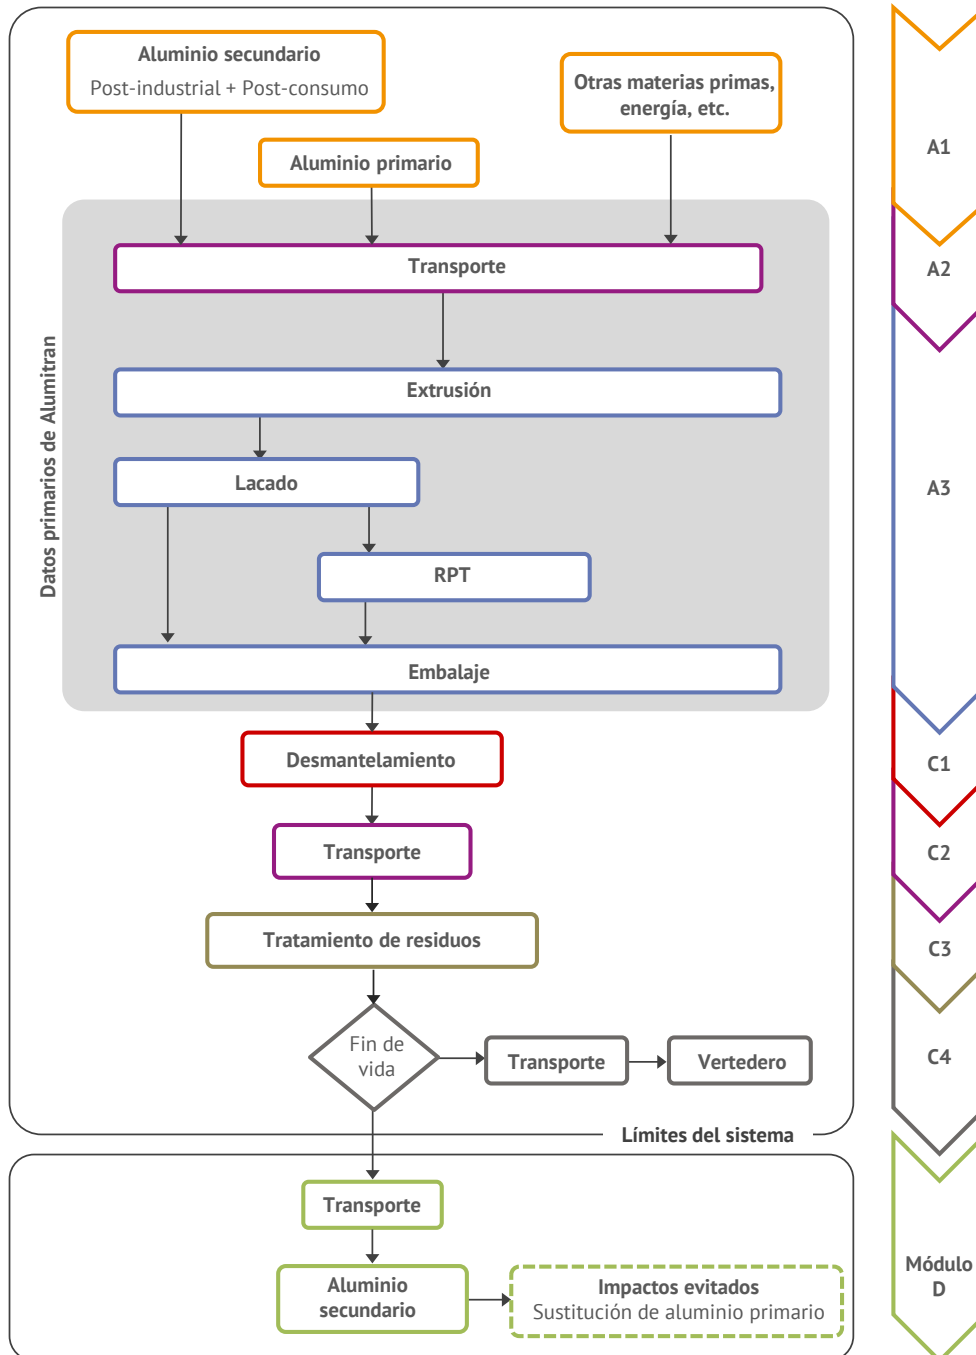 Aluminio secundario
Post-industrial + Post-consumo
Otras materias primas,
energía, etc.
Aluminio primario
A1
Datos primarios de Alumitran
Transporte
A2
Extrusión
Lacado
A3
RPT
Embalaje
Desmantelamiento
C1
Transporte
C2
Tratamiento de residuos
C3
Fin de
vida
Transporte
Vertedero
C4
Límites del sistema
Transporte
Aluminio
secundario
Impactos evitados
Sustitución de aluminio primario
Módulo
D